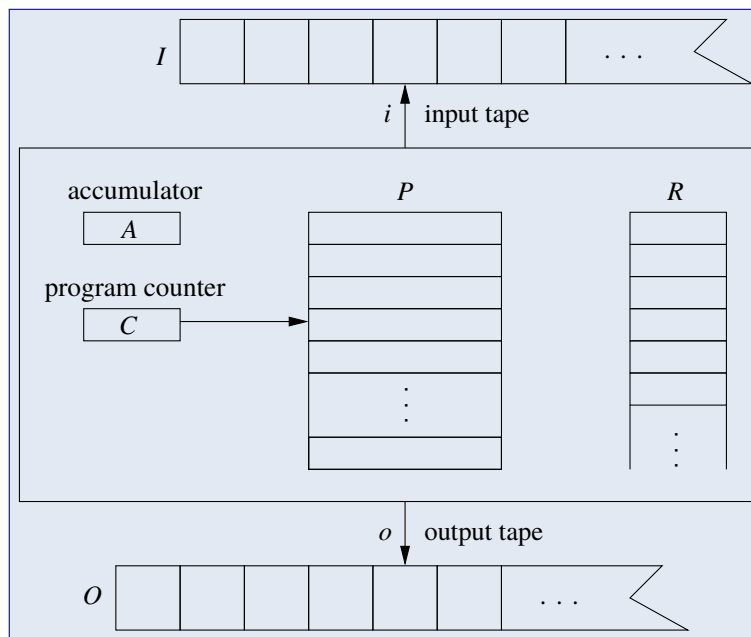 I
. . .
i input tape
accumulator
P
R
A
program counter
C
. . .
. . .
o output tape
O
. . .